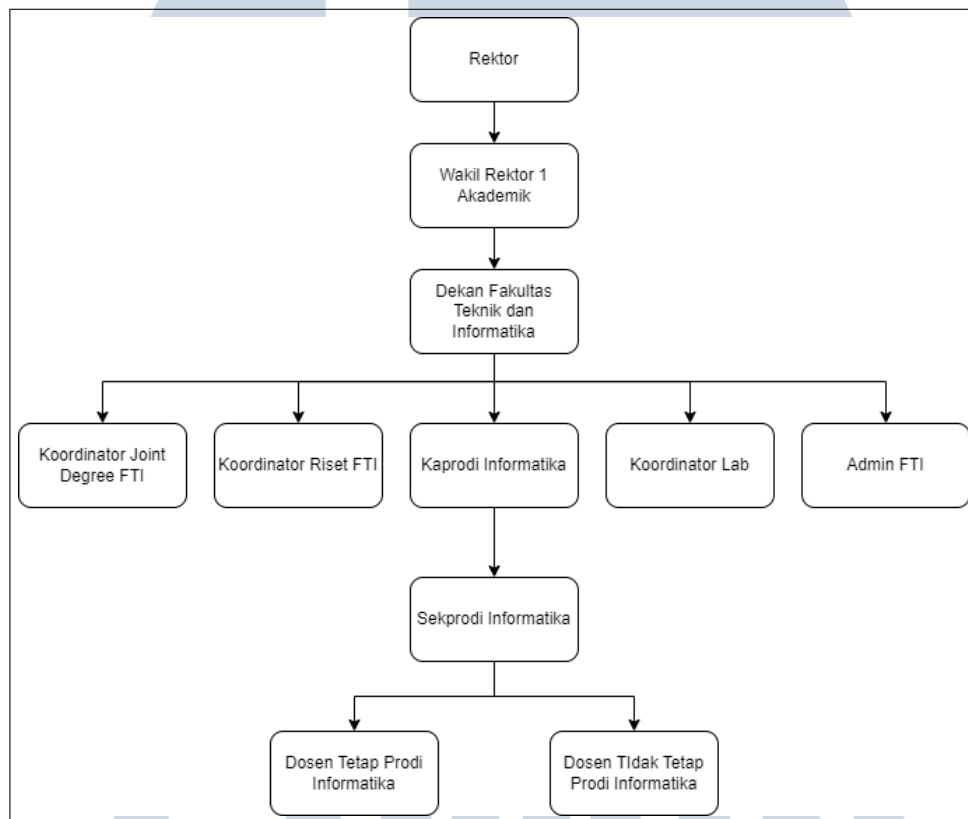 Rektor
Wakil Rektor 1
Akademik
Dekan Fakultas
Teknik dan
Informatika
Koordinator Joint
Degree FTI
Koordinator Riset FTI
Kaprodi Informatika
Koordinator Lab
Admin FTI
Sekprodi Informatika
Dosen Tetap Prodi
Informatika
Dosen TIdak Tetap
Prodi Informatika